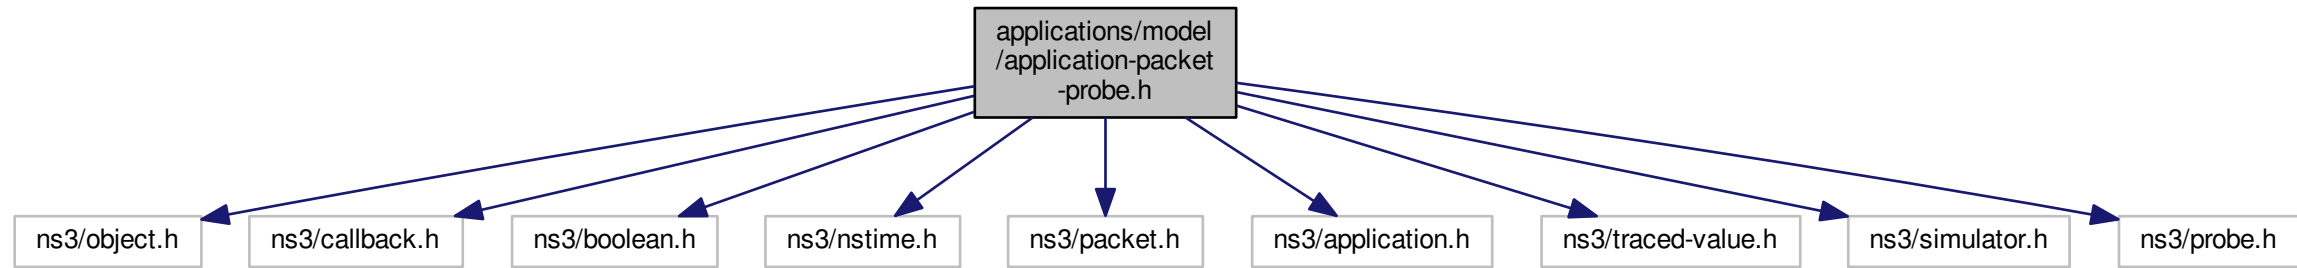 applications/model
/application-packet
-probe.h
ns3/object.h
ns3/callback.h
ns3/boolean.h
ns3/nstime.h
ns3/packet.h
ns3/application.h
ns3/traced-value.h
ns3/simulator.h
ns3/probe.h